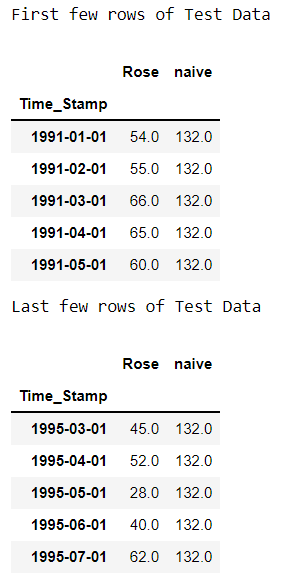 First few rows of Test Data
Rose naive
Time_Stamp
1991-01-01 54.0 132.0
1991-02-01 55.0 132.0
1991-03-01 66.0 132.0
1991-04-01 65.0 132.0
1991-05-01 60.0 132.0
Last few rows of Test Data
Rose naive
Time_Stamp
1995-03-01 45.0 132.0
1995-04-01 52.0 132.0
1995-05-01 28.0 132.0
1995-06-01 40.0 132.0
1995-07-01 62.0 132.0